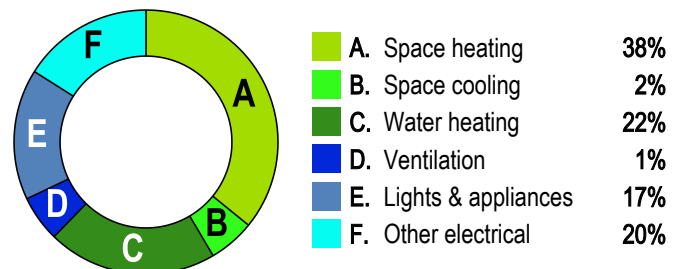 F
A
E
D
B
C
A. Space heating 38%
B. Space cooling 2%
C. Water heating 22%
D. Ventilation 1%
E. Lights & appliances 17%
F. Other electrical 20%